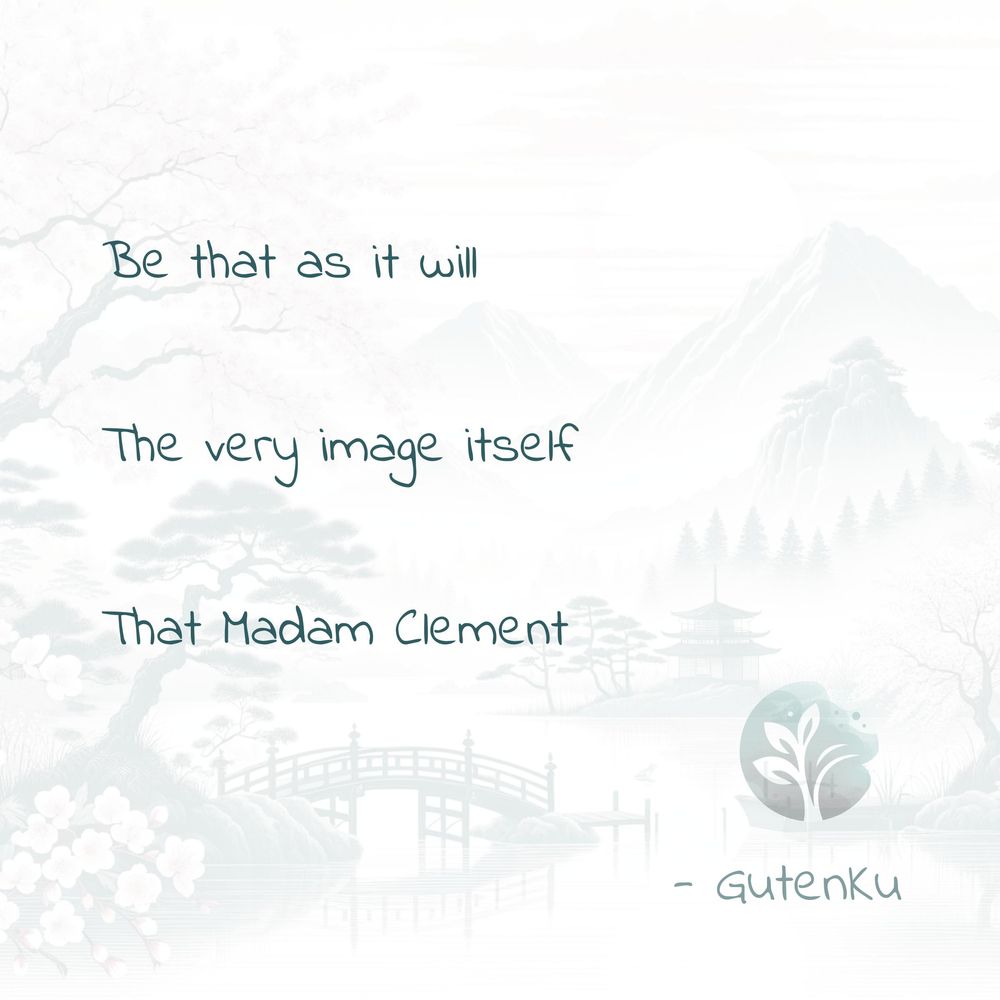 Be that as it will
The very image itself
That Madam Clement
- GutenKu